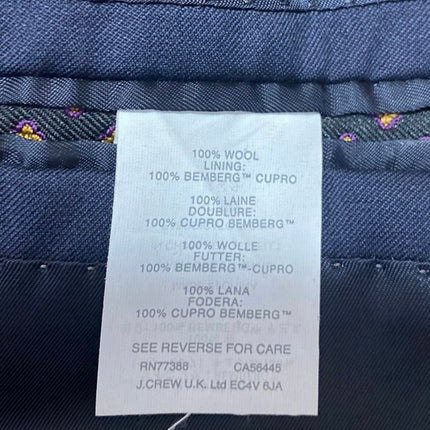 100% WOOL
LINING:
100% BEMBERG™ CUPRO
100% LAINE
DOUBLURE:
100% CUPRO BEMBERG™
100% WOLLE
FUTTER:
100% BEMBERG™-CUPRO
100% LANA
FODERA:
100% CUPRO BEMBERG™
SEE REVERSE FOR CARE
RN77388 CA56445
J.CREW U.K. Ltd EC4V 6JA